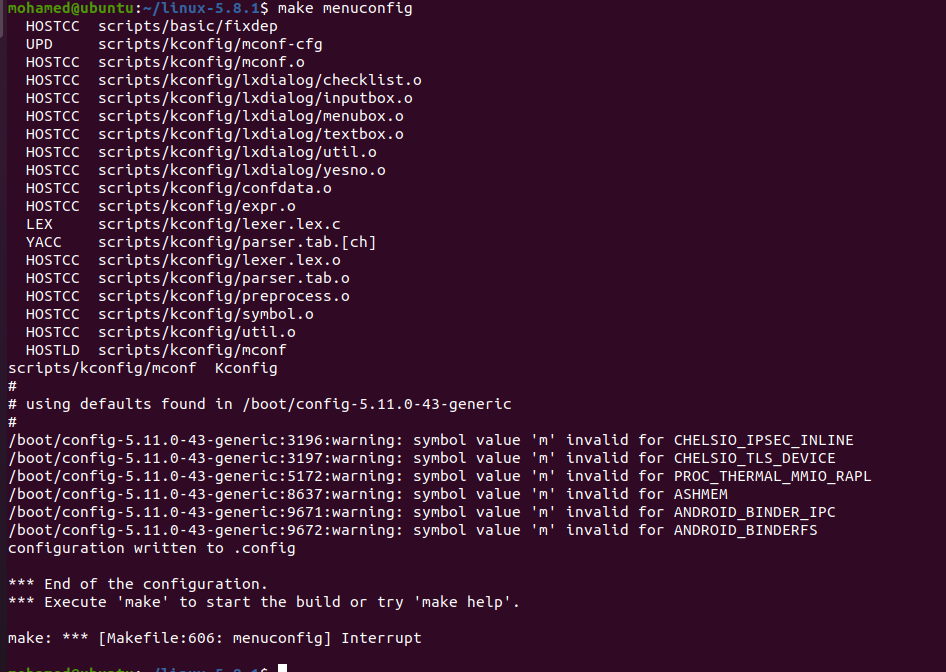 mohamed@ubuntu:~/linux-5.8.1$ make menuconfig
  HOSTCC  scripts/basic/fixdep
  UPD     scripts/kconfig/mconf-cfg
  HOSTCC  scripts/kconfig/mconf.o
  HOSTCC  scripts/kconfig/lxdialog/checklist.o
  HOSTCC  scripts/kconfig/lxdialog/inputbox.o
  HOSTCC  scripts/kconfig/lxdialog/menubox.o
  HOSTCC  scripts/kconfig/lxdialog/textbox.o
  HOSTCC  scripts/kconfig/lxdialog/util.o
  HOSTCC  scripts/kconfig/lxdialog/yesno.o
  HOSTCC  scripts/kconfig/confdata.o
  HOSTCC  scripts/kconfig/expr.o
  LEX     scripts/kconfig/lexer.lex.c
  YACC    scripts/kconfig/parser.tab.[ch]
  HOSTCC  scripts/kconfig/lexer.lex.o
  HOSTCC  scripts/kconfig/parser.tab.o
  HOSTCC  scripts/kconfig/preprocess.o
  HOSTCC  scripts/kconfig/symbol.o
  HOSTCC  scripts/kconfig/util.o
  HOSTLD  scripts/kconfig/mconf
scripts/kconfig/mconf  Kconfig
#
# using defaults found in /boot/config-5.11.0-43-generic
#
/boot/config-5.11.0-43-generic:3196:warning: symbol value 'm' invalid for CHELSIO_IPSEC_INLINE
/boot/config-5.11.0-43-generic:3197:warning: symbol value 'm' invalid for CHELSIO_TLS_DEVICE
/boot/config-5.11.0-43-generic:5172:warning: symbol value 'm' invalid for PROC_THERMAL_MMIO_RAPL
/boot/config-5.11.0-43-generic:8637:warning: symbol value 'm' invalid for ASHMEM
/boot/config-5.11.0-43-generic:9671:warning: symbol value 'm' invalid for ANDROID_BINDER_IPC
/boot/config-5.11.0-43-generic:9672:warning: symbol value 'm' invalid for ANDROID_BINDERFS
configuration written to .config

*** End of the configuration.
*** Execute 'make' to start the build or try 'make help'.

make: *** [Makefile:606: menuconfig] Interrupt

mohamed@ubuntu:~/linux-5.8.1$